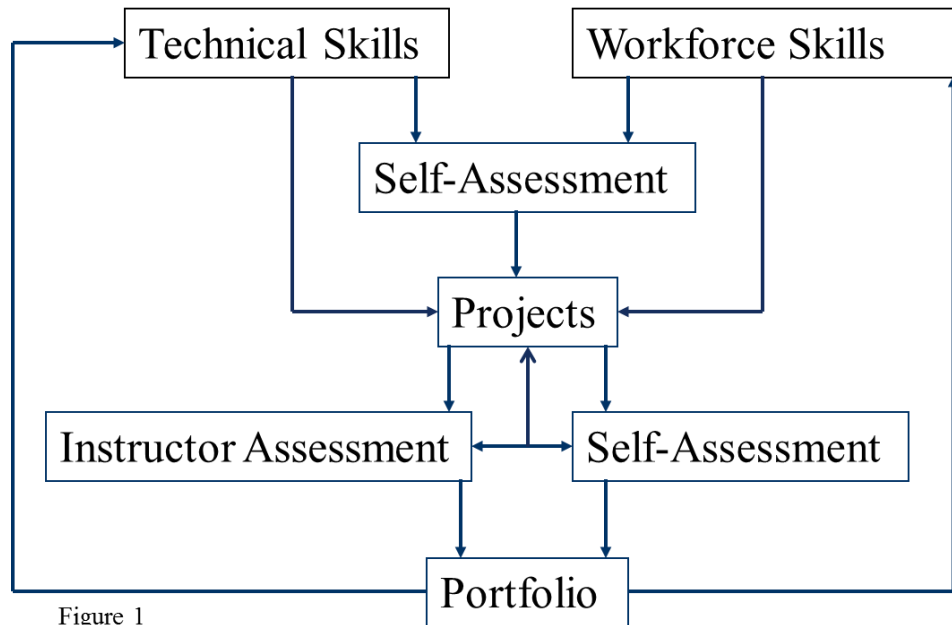 Technical Skills
Workforce Skills
Self-Assessment
Projects
Instructor Assessment
Self-Assessment
Portfolio
Figure 1